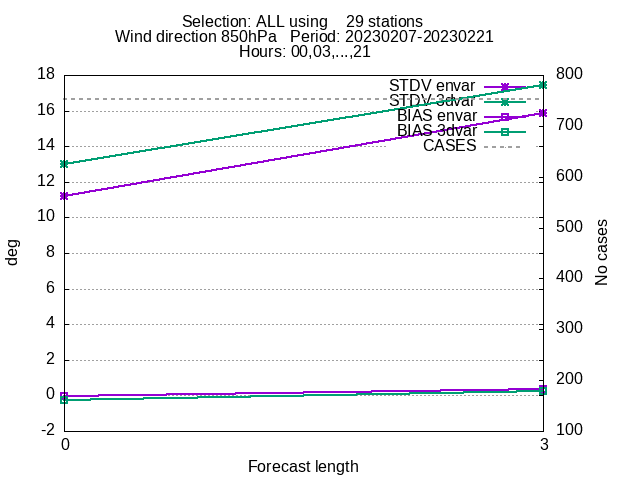 Selection: ALL using    29 stations
Wind direction 850hPa   Period: 20230207-20230221
Hours: 00,03,...,21
18
16
14
12
10
8
6
4
2
0
-2
deg
800
700
600
500
400
300
200
100
No cases
STDV envar
STDV 3dvar
BIAS envar
BIAS 3dvar
CASES
0
3
Forecast length